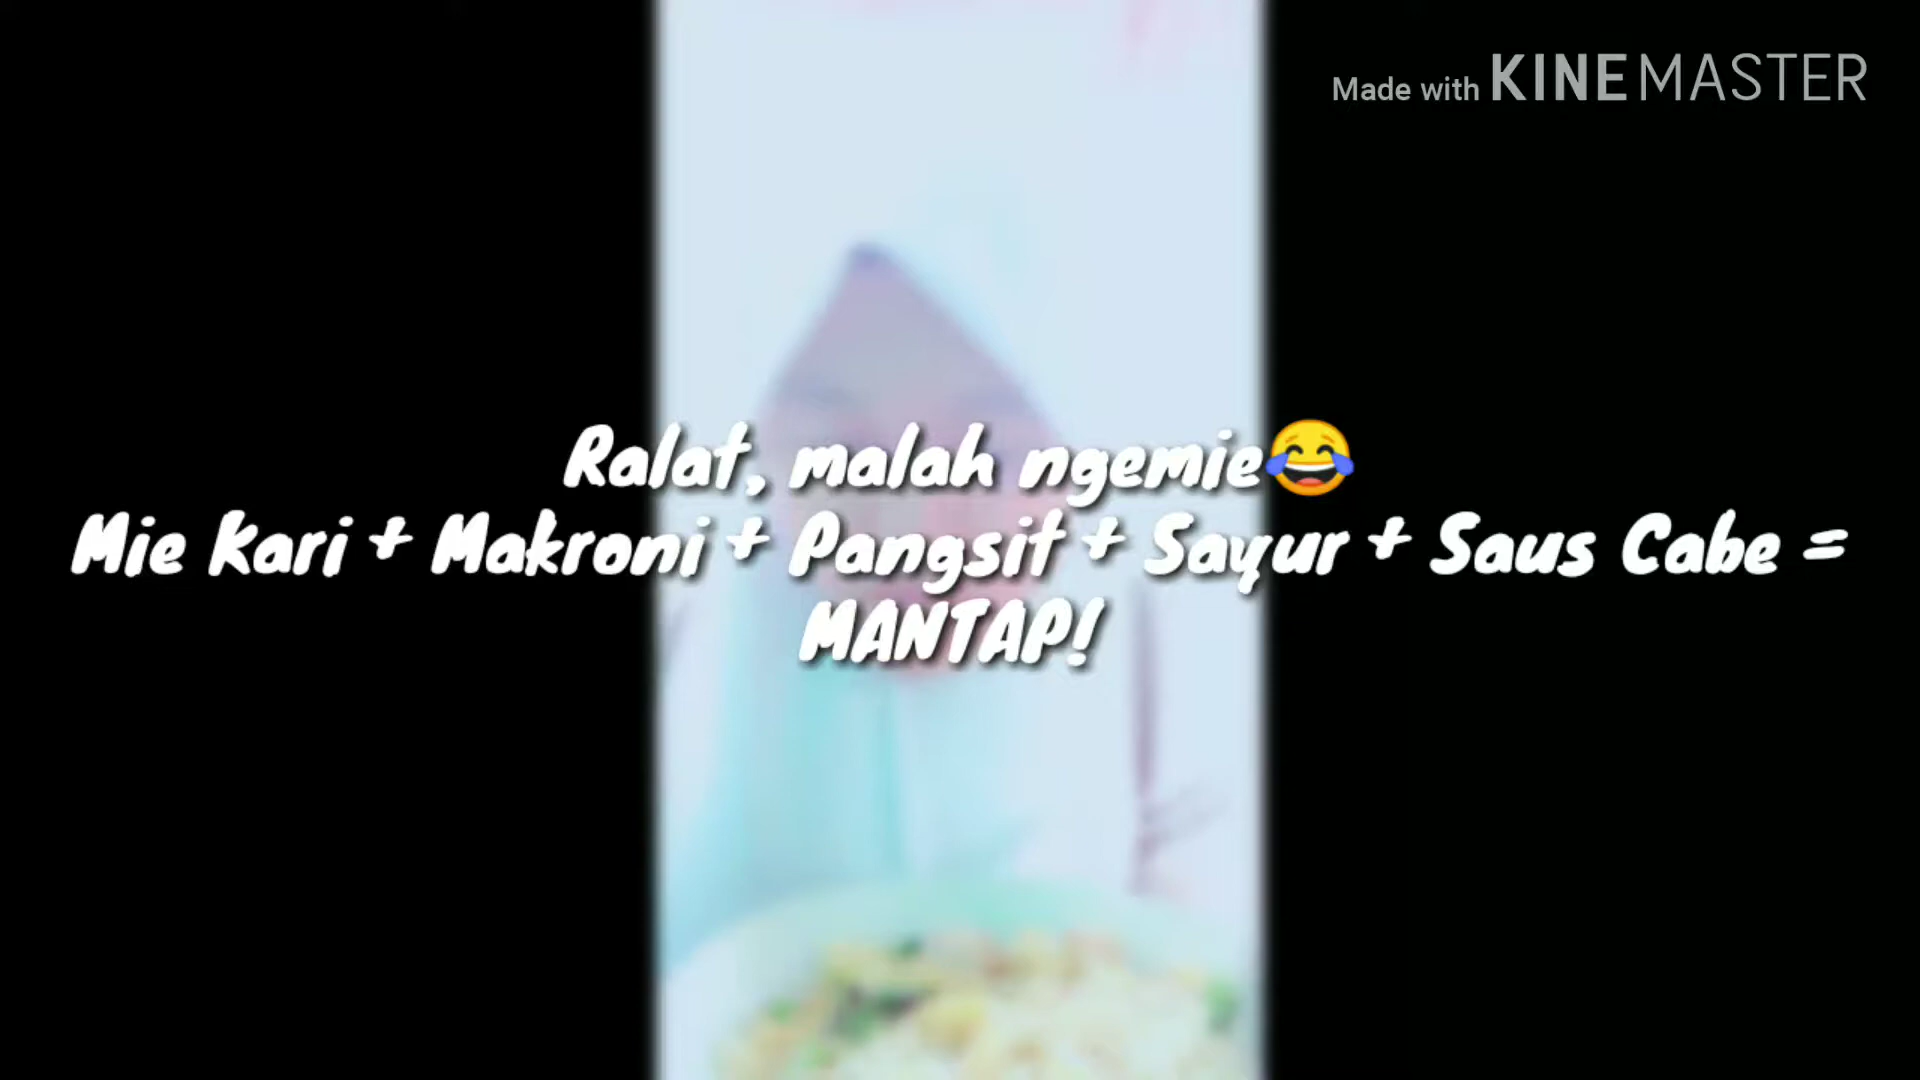 Made with KINEMASTER
Ralat, malah ngemie😂
Mie Kari + Makroni + Pangsit + Sayur + Saus Cabe =
MANTAP!